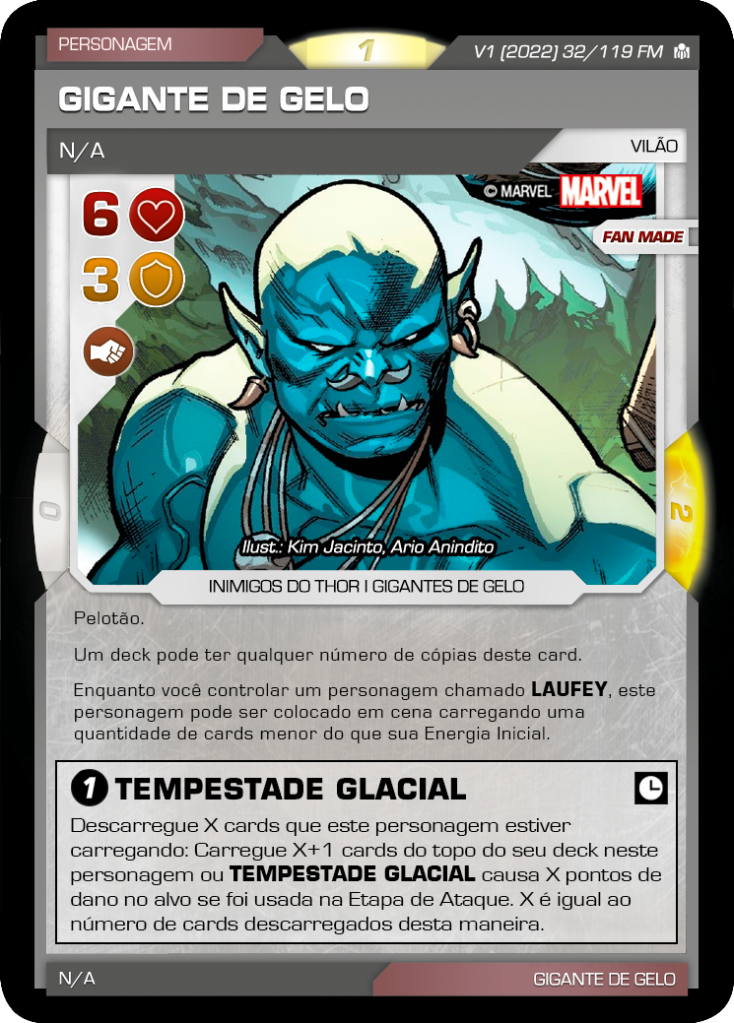 PERSONAGEM
1
V1 (2022) 32/119 FM
GIGANTE DE GELO
N/A
VILÃO
© MARVEL MARVEL
6
FAN MADE
3
0
2
Ilust.: Kim Jacinto, Ario Anindito
INIMIGOS DO THOR | GIGANTES DE GELO
Pelotão.
Um deck pode ter qualquer número de cópias deste card.
Enquanto você controlar um personagem chamado LAUFEY, este
personagem pode ser colocado em cena carregando uma
quantidade de cards menor do que sua Energia Inicial.
1 TEMPESTADE GLACIAL
Descarregue X cards que este personagem estiver
carregando: Carregue X+1 cards do topo do seu deck neste
personagem ou TEMPESTADE GLACIAL causa X pontos de
dano no alvo se foi usada na Etapa de Ataque. X é igual ao
número de cards descarregados desta maneira.
N/A
GIGANTE DE GELO